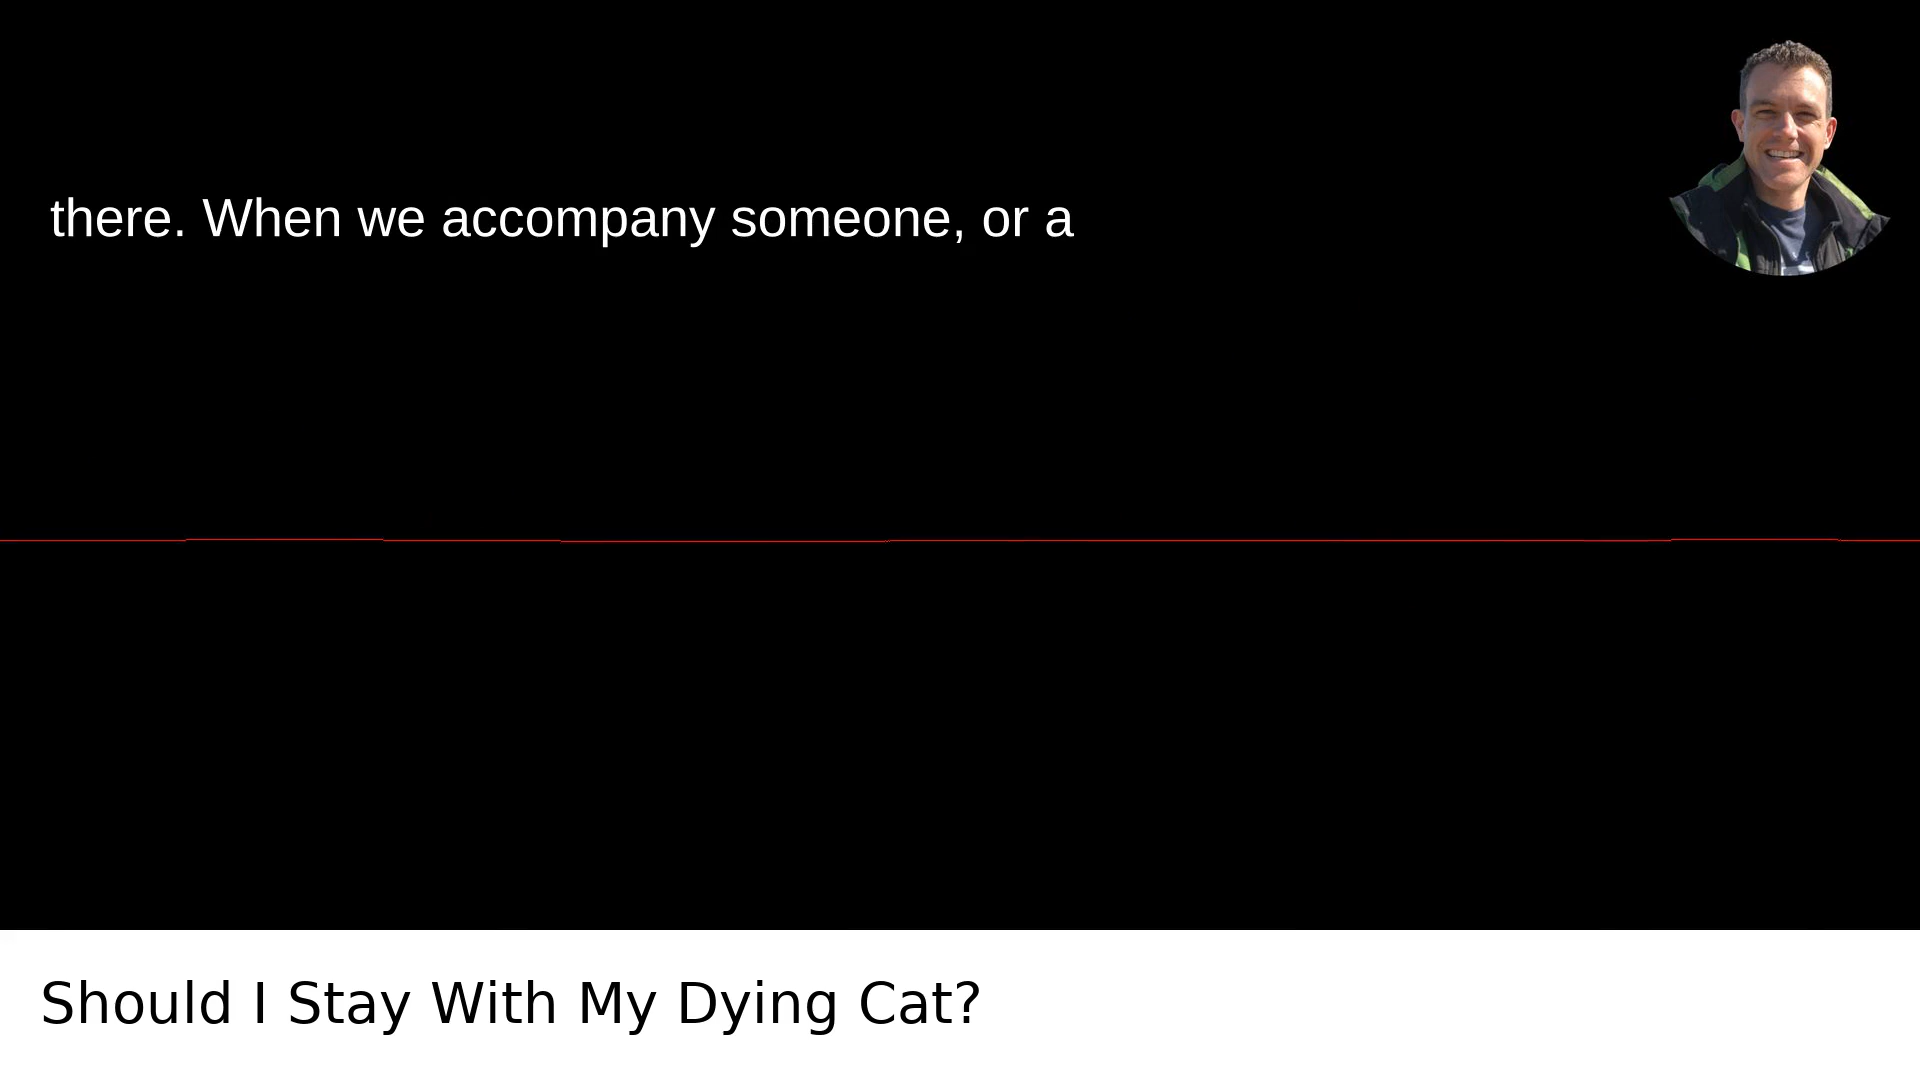 there. When we accompany someone, or a
Should I Stay With My Dying Cat?